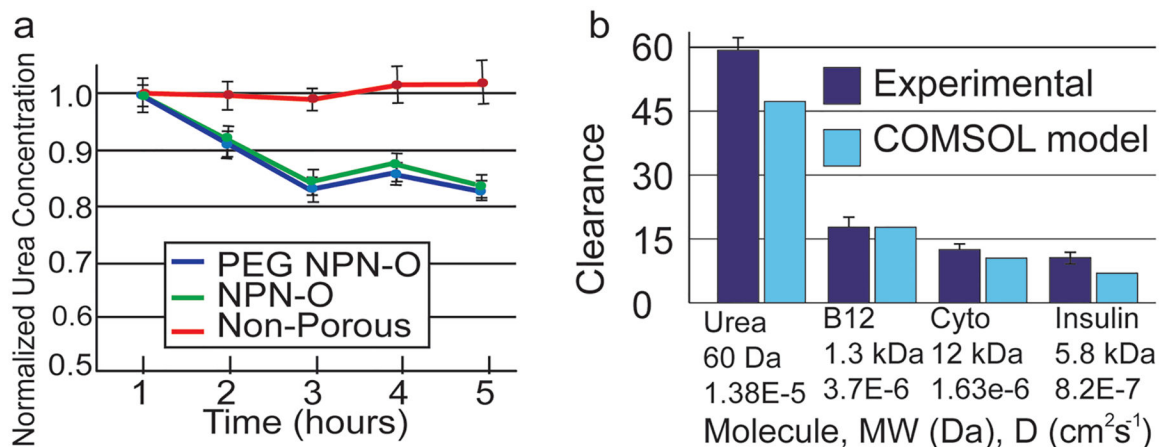 a
Normalized Urea Concentration
1.0
0.9
0.8
0.7
0.6
0.5
PEG NPN-O
NPN-O
Non-Porous
1 2 3 4 5
Time (hours)
b
Clearance
60
45
30
15
0
Experimental
COMSOL model
Urea B12 Cyto Insulin
60 Da 1.3 kDa 12 kDa 5.8 kDa
1.38E-5 3.7E-6 1.63e-6 8.2E-7
Molecule, MW (Da), D (cm²s⁻¹)